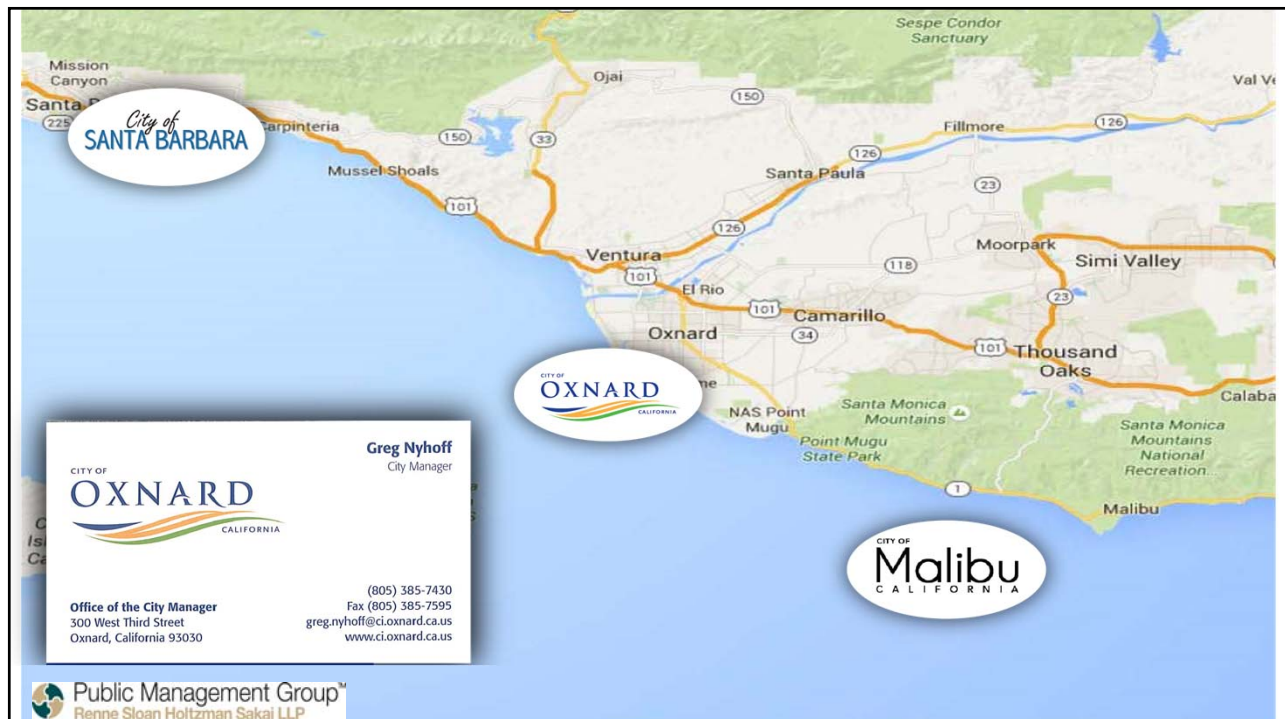 Sespe Condor
Sanctuary
Mission
Canyon
Ojai
Val
Santa
225
City of
SANTA BARBARA
Carpinteria
150
33
150
Fillmore
126
126
Mussel Shoals
Santa Paula
126
23
101
126
Ventura
101
118
Moorpark
Simi Valley
El Rio
23
Oxnard
101
Camarillo
34
101
Thousand
Oaks
CITY OF
OXNARD
CALIFORNIA
NAS Point
Mugu
Santa Monica
Mountains
Point Mugu
State Park
Santa Monica
Mountains
National
Recreation...
1
Malibu
CITY OF
Malibu
CALIFORNIA
Greg Nyhoff
City Manager
CITY OF
OXNARD
CALIFORNIA
(805) 385-7430
Fax (805) 385-7595
greg.nyhoff@ci.oxnard.ca.us
www.ci.oxnard.ca.us
Office of the City Manager
300 West Third Street
Oxnard, California 93030
Public Management Group™
Renne Sloan Holtzman Sakai LLP